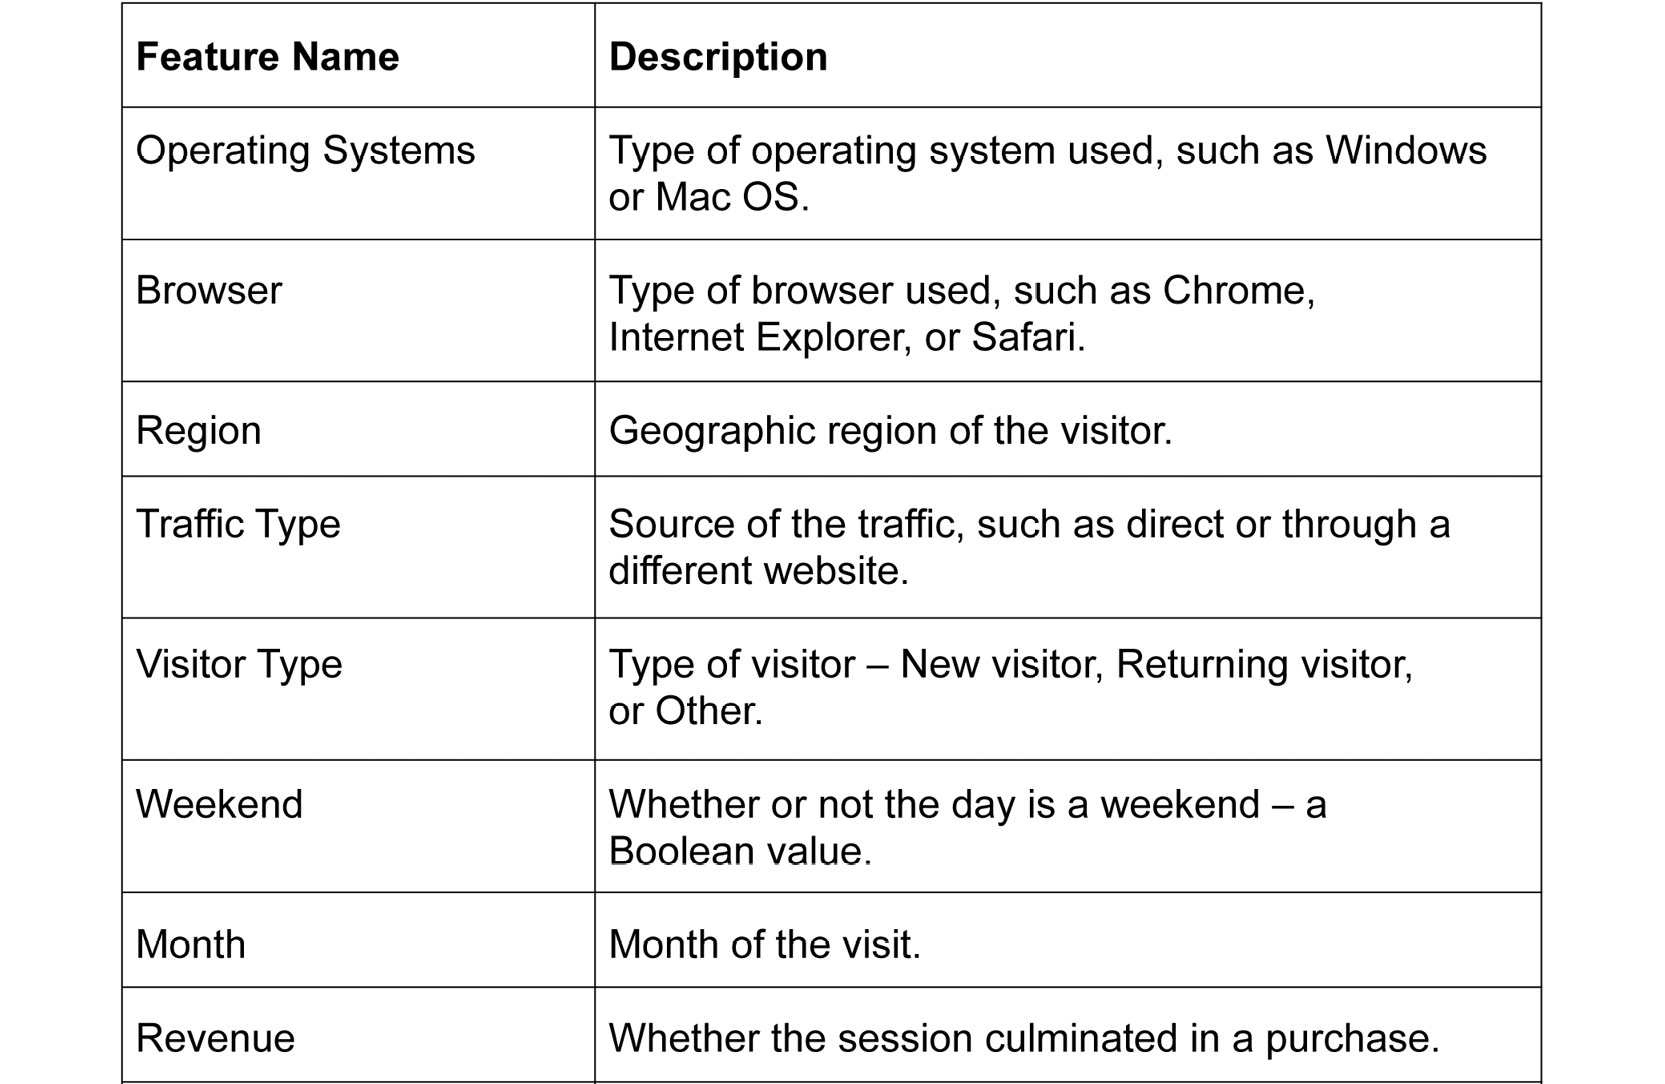 Feature Name
Description
Operating Systems
Type of operating system used, such as Windows
or Mac OS.
Browser
Type of browser used, such as Chrome,
Internet Explorer, or Safari.
Region
Geographic region of the visitor.
Traffic Type
Source of the traffic, such as direct or through a
different website.
Visitor Type
Type of visitor – New visitor, Returning visitor,
or Other.
Weekend
Whether or not the day is a weekend – a
Boolean value.
Month
Month of the visit.
Revenue
Whether the session culminated in a purchase.